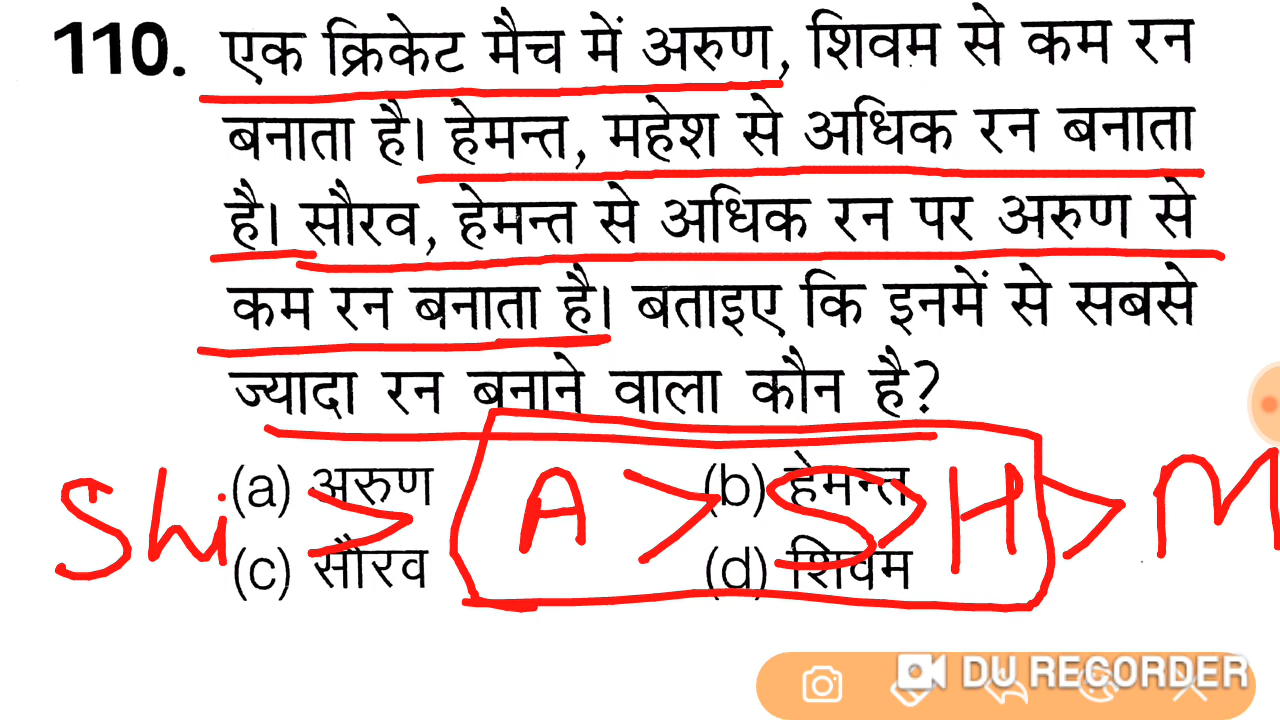 110. एक क्रिकेट मैच में अरुण, शिवम से कम रन
बनाता है। हेमन्त, महेश से अधिक रन बनाता
है। सौरव, हेमन्त से अधिक रन पर अरुण से
कम रन बनाता है। बताइए कि इनमें से सबसे
ज्यादा रन बनाने वाला कौन है?
(a) अरुण (b) हेमन्त
Shi > A > S > H > M
(c) सौरव (d) शिवम
DU RECORDER